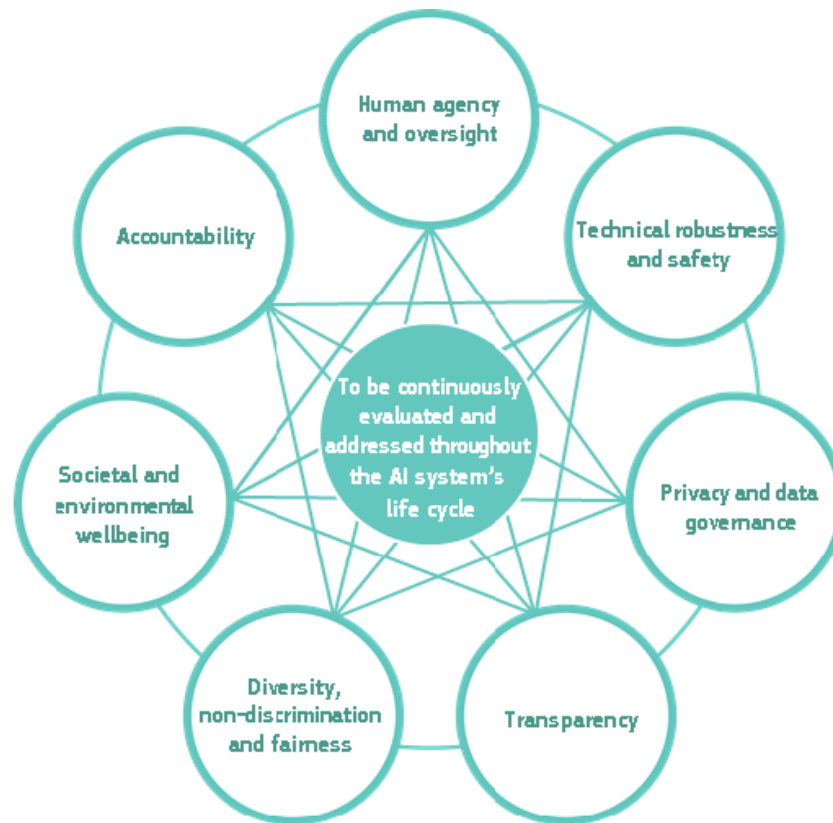 Human agency
and oversight
Technical robustness
and safety
Privacy and data
governance
Transparency
Diversity,
non-discrimination
and fairness
Societal and
environmental
wellbeing
Accountability
To be continuously
evaluated and
addressed throughout
the AI system's
life cycle